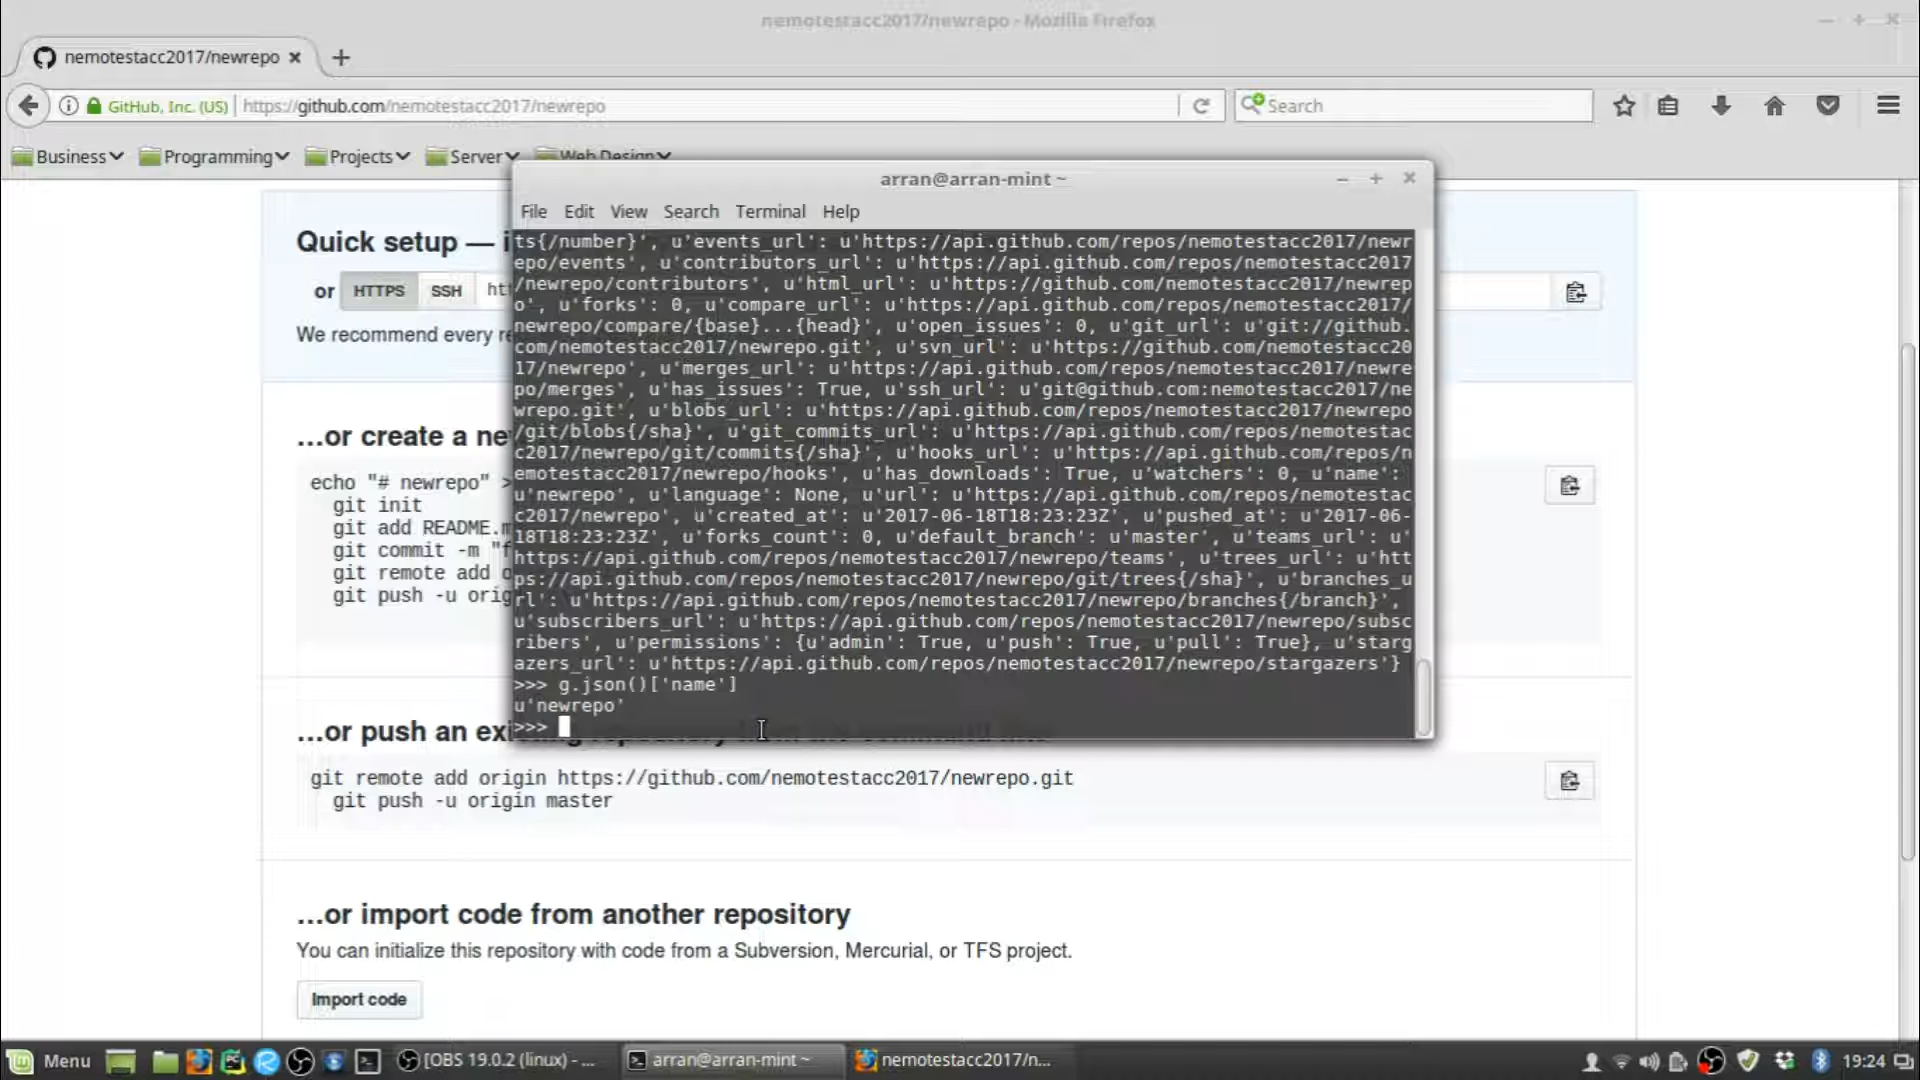 nemotestacc2017/newrepo - Mozilla Firefox
nemotestacc2017/newrepo
GitHub, Inc. (US)
https://github.com/nemotestacc2017/newrepo
Search
Business
Programming
Projects
Server
Web Design
arran@arran-mint ~
File Edit View Search Terminal Help
ts{/number}', u'events_url': u'https://api.github.com/repos/nemotestacc2017/newr
epo/events', u'contributors_url': u'https://api.github.com/repos/nemotestacc2017
/newrepo/contributors', u'html_url': u'https://github.com/nemotestacc2017/newrep
o', u'forks': 0, u'compare_url': u'https://api.github.com/repos/nemotestacc2017/
newrepo/compare/{base}...{head}', u'open_issues': 0, u'git_url': u'git://github.
com/nemotestacc2017/newrepo.git', u'svn_url': u'https://github.com/nemotestacc20
17/newrepo', u'merges_url': u'https://api.github.com/repos/nemotestacc2017/newre
po/merges', u'has_issues': True, u'ssh_url': u'git@github.com:nemotestacc2017/ne
wrepo.git', u'blobs_url': u'https://api.github.com/repos/nemotestacc2017/newrepo
/git/blobs{/sha}', u'git_commits_url': u'https://api.github.com/repos/nemotestac
c2017/newrepo/git/commits{/sha}', u'hooks_url': u'https://api.github.com/repos/n
emotestacc2017/newrepo/hooks', u'has_downloads': True, u'watchers': 0, u'name':
u'newrepo', u'language': None, u'url': u'https://api.github.com/repos/nemotestac
c2017/newrepo', u'created_at': u'2017-06-18T18:23:23Z', u'pushed_at': u'2017-06-
18T18:23:23Z', u'forks_count': 0, u'default_branch': u'master', u'teams_url': u'
https://api.github.com/repos/nemotestacc2017/newrepo/teams', u'trees_url': u'htt
ps://api.github.com/repos/nemotestacc2017/newrepo/git/trees{/sha}', u'branches_u
rl': u'https://api.github.com/repos/nemotestacc2017/newrepo/branches{/branch}',
u'subscribers_url': u'https://api.github.com/repos/nemotestacc2017/newrepo/subsc
ribers', u'permissions': {u'admin': True, u'push': True, u'pull': True}, u'starg
azers_url': u'https://api.github.com/repos/nemotestacc2017/newrepo/stargazers'}
>>> g.json()['name']
u'newrepo'
>>>
Quick setup — i
or HTTPS SSH ht
We recommend every re
…or create a ne
echo "# newrepo" >
git init
git add README.m
git commit -m "f
git remote add o
git push -u orig
…or push an existing repository from the command line
git remote add origin https://github.com/nemotestacc2017/newrepo.git
git push -u origin master
…or import code from another repository
You can initialize this repository with code from a Subversion, Mercurial, or TFS project.
Import code
Menu
[OBS 19.0.2 (linux) - ...
arran@arran-mint ~
nemotestacc2017/n...
19:24